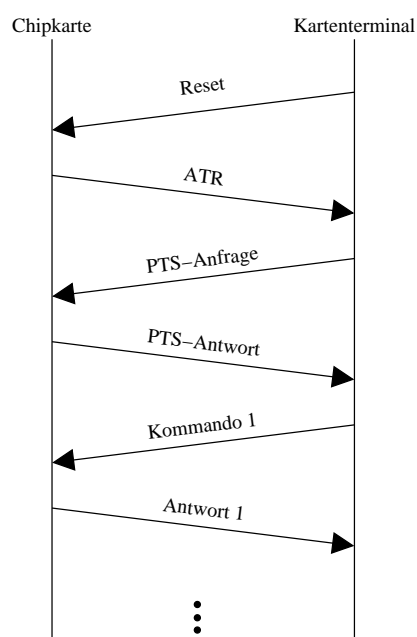 Chipkarte
Kartenterminal
Reset
ATR
PTS−Anfrage
PTS−Antwort
Kommando 1
Antwort 1